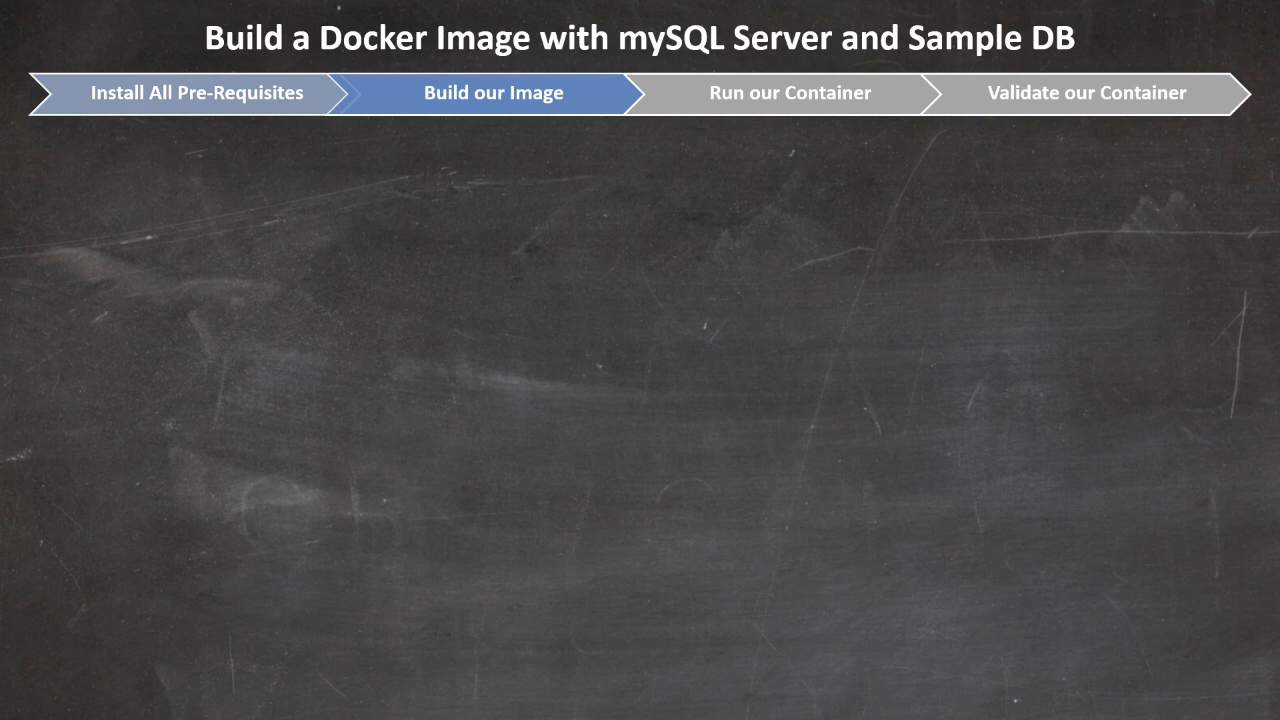 Build a Docker Image with mySQL Server and Sample DB
Install All Pre-Requisites
Build our Image
Run our Container
Validate our Container